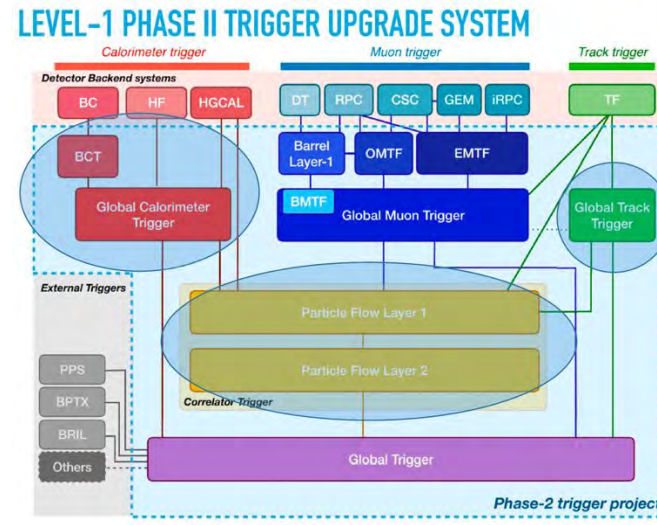 LEVEL-1 PHASE II TRIGGER UPGRADE SYSTEM
Calorimeter trigger
Muon trigger
Track trigger
Detector Backend systems
BC
HF
HGCAL
DT
RPC
CSC
GEM
iRPC
TF
BCT
Barrel
Layer-1
OMTF
EMTF
Global Calorimeter
Trigger
BMTF
Global Muon Trigger
Global Track
Trigger
External Triggers
Particle Flow Layer 1
Particle Flow Layer 2
Correlator Trigger
PPS
BPTX
BRIL
Others
Global Trigger
Phase-2 trigger project